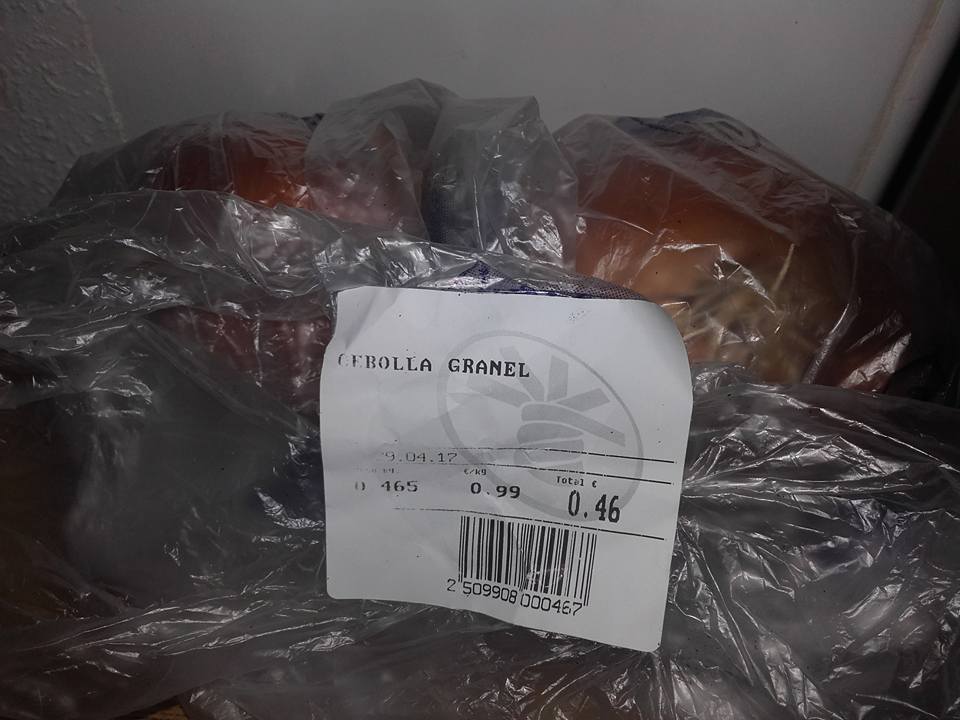 CEBOLLA GRANEL
9.04.17
€/kg Total €
0 465 0.99 0.46
2 509908 000467